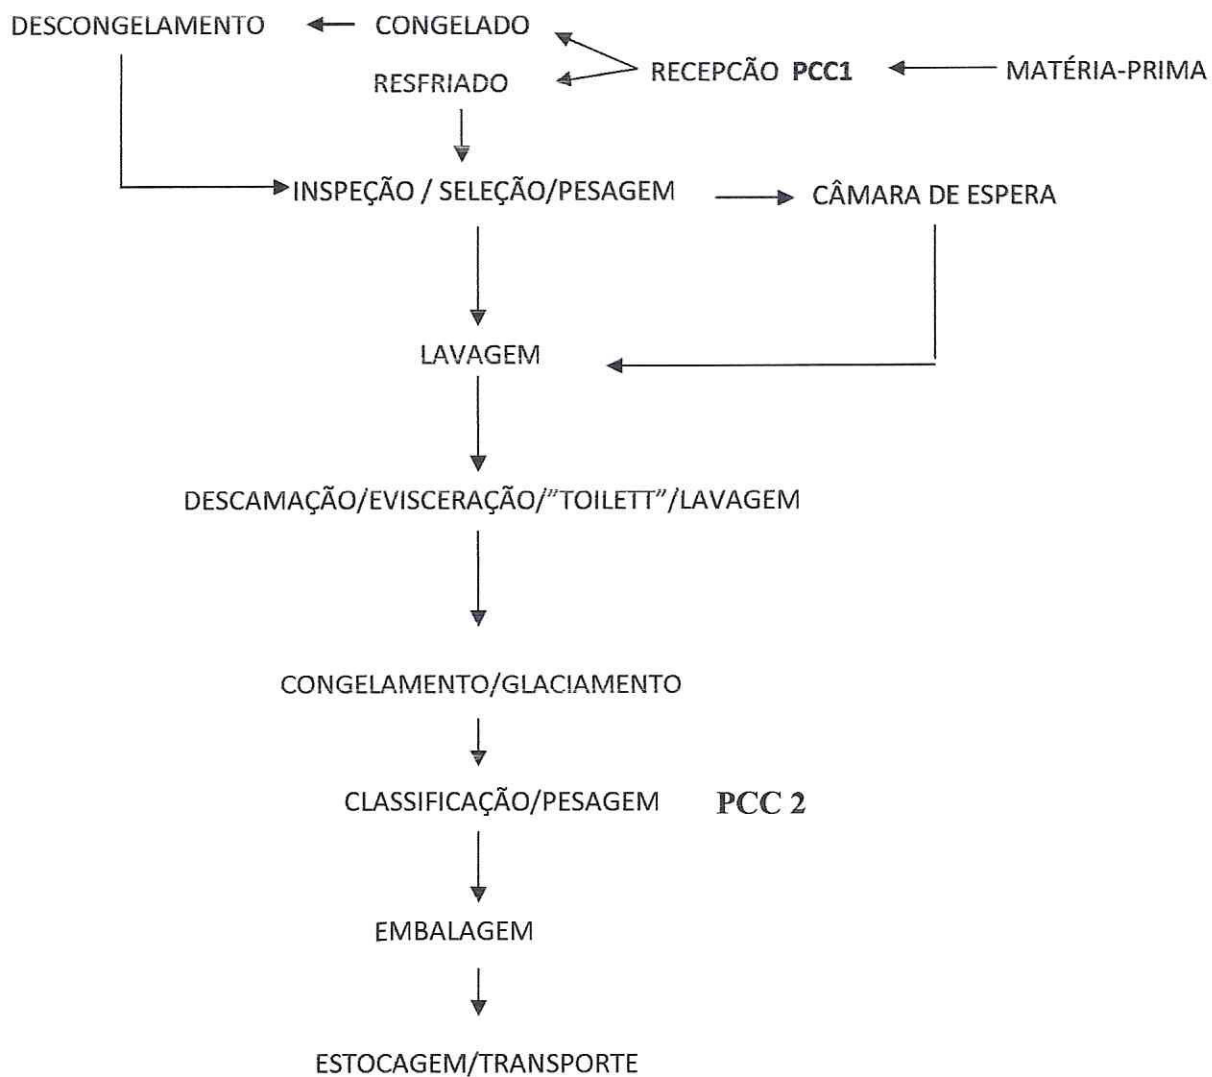 DESCONGELAMENTO
CONGELADO
RECEPCÃO PCC1
MATÉRIA-PRIMA
RESFRIADO
INSPEÇÃO / SELEÇÃO/PESAGEM
CÂMARA DE ESPERA
LAVAGEM
DESCAMAÇÃO/EVISCERAÇÃO/”TOILETT”/LAVAGEM
CONGELAMENTO/GLACIAMENTO
CLASSIFICAÇÃO/PESAGEM PCC 2
EMBALAGEM
ESTOCAGEM/TRANSPORTE